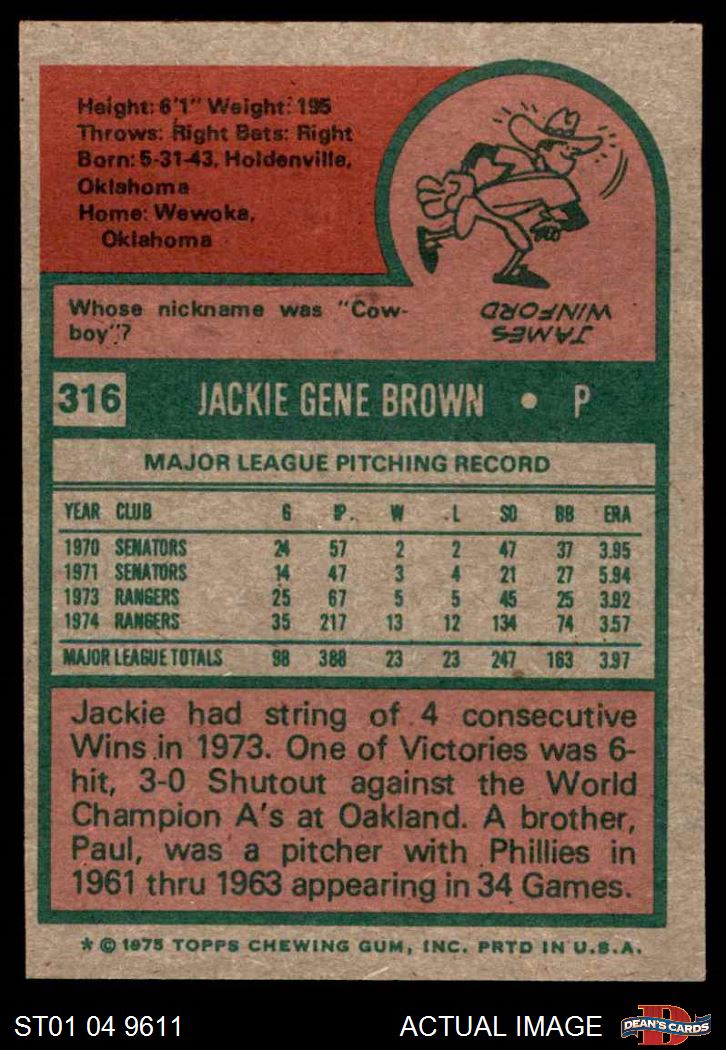 Height: 6'1" Weight: 195
Throws: Right Bats: Right
Born: 5-31-43, Holdenville,
Oklahoma
Home: Wewoka,
Oklahoma
Whose nickname was "Cow-
boy"?
JAMES
WINFORD
316 JACKIE GENE BROWN • P
MAJOR LEAGUE PITCHING RECORD
YEAR CLUB G IP. W L SO BB ERA
1970 SENATORS 24 57 2 2 47 37 3.95
1971 SENATORS 14 47 3 4 21 27 5.94
1973 RANGERS 25 67 5 5 45 25 3.92
1974 RANGERS 35 217 13 12 134 74 3.57
MAJOR LEAGUE TOTALS 98 388 23 23 247 163 3.97
Jackie had string of 4 consecutive
Wins in 1973. One of Victories was 6-
hit, 3-0 Shutout against the World
Champion A's at Oakland. A brother,
Paul, was a pitcher with Phillies in
1961 thru 1963 appearing in 34 Games.
* © 1975 TOPPS CHEWING GUM, INC. PRTD IN U.S.A.
ST01 04 9611 ACTUAL IMAGE D DEAN'S CARDS